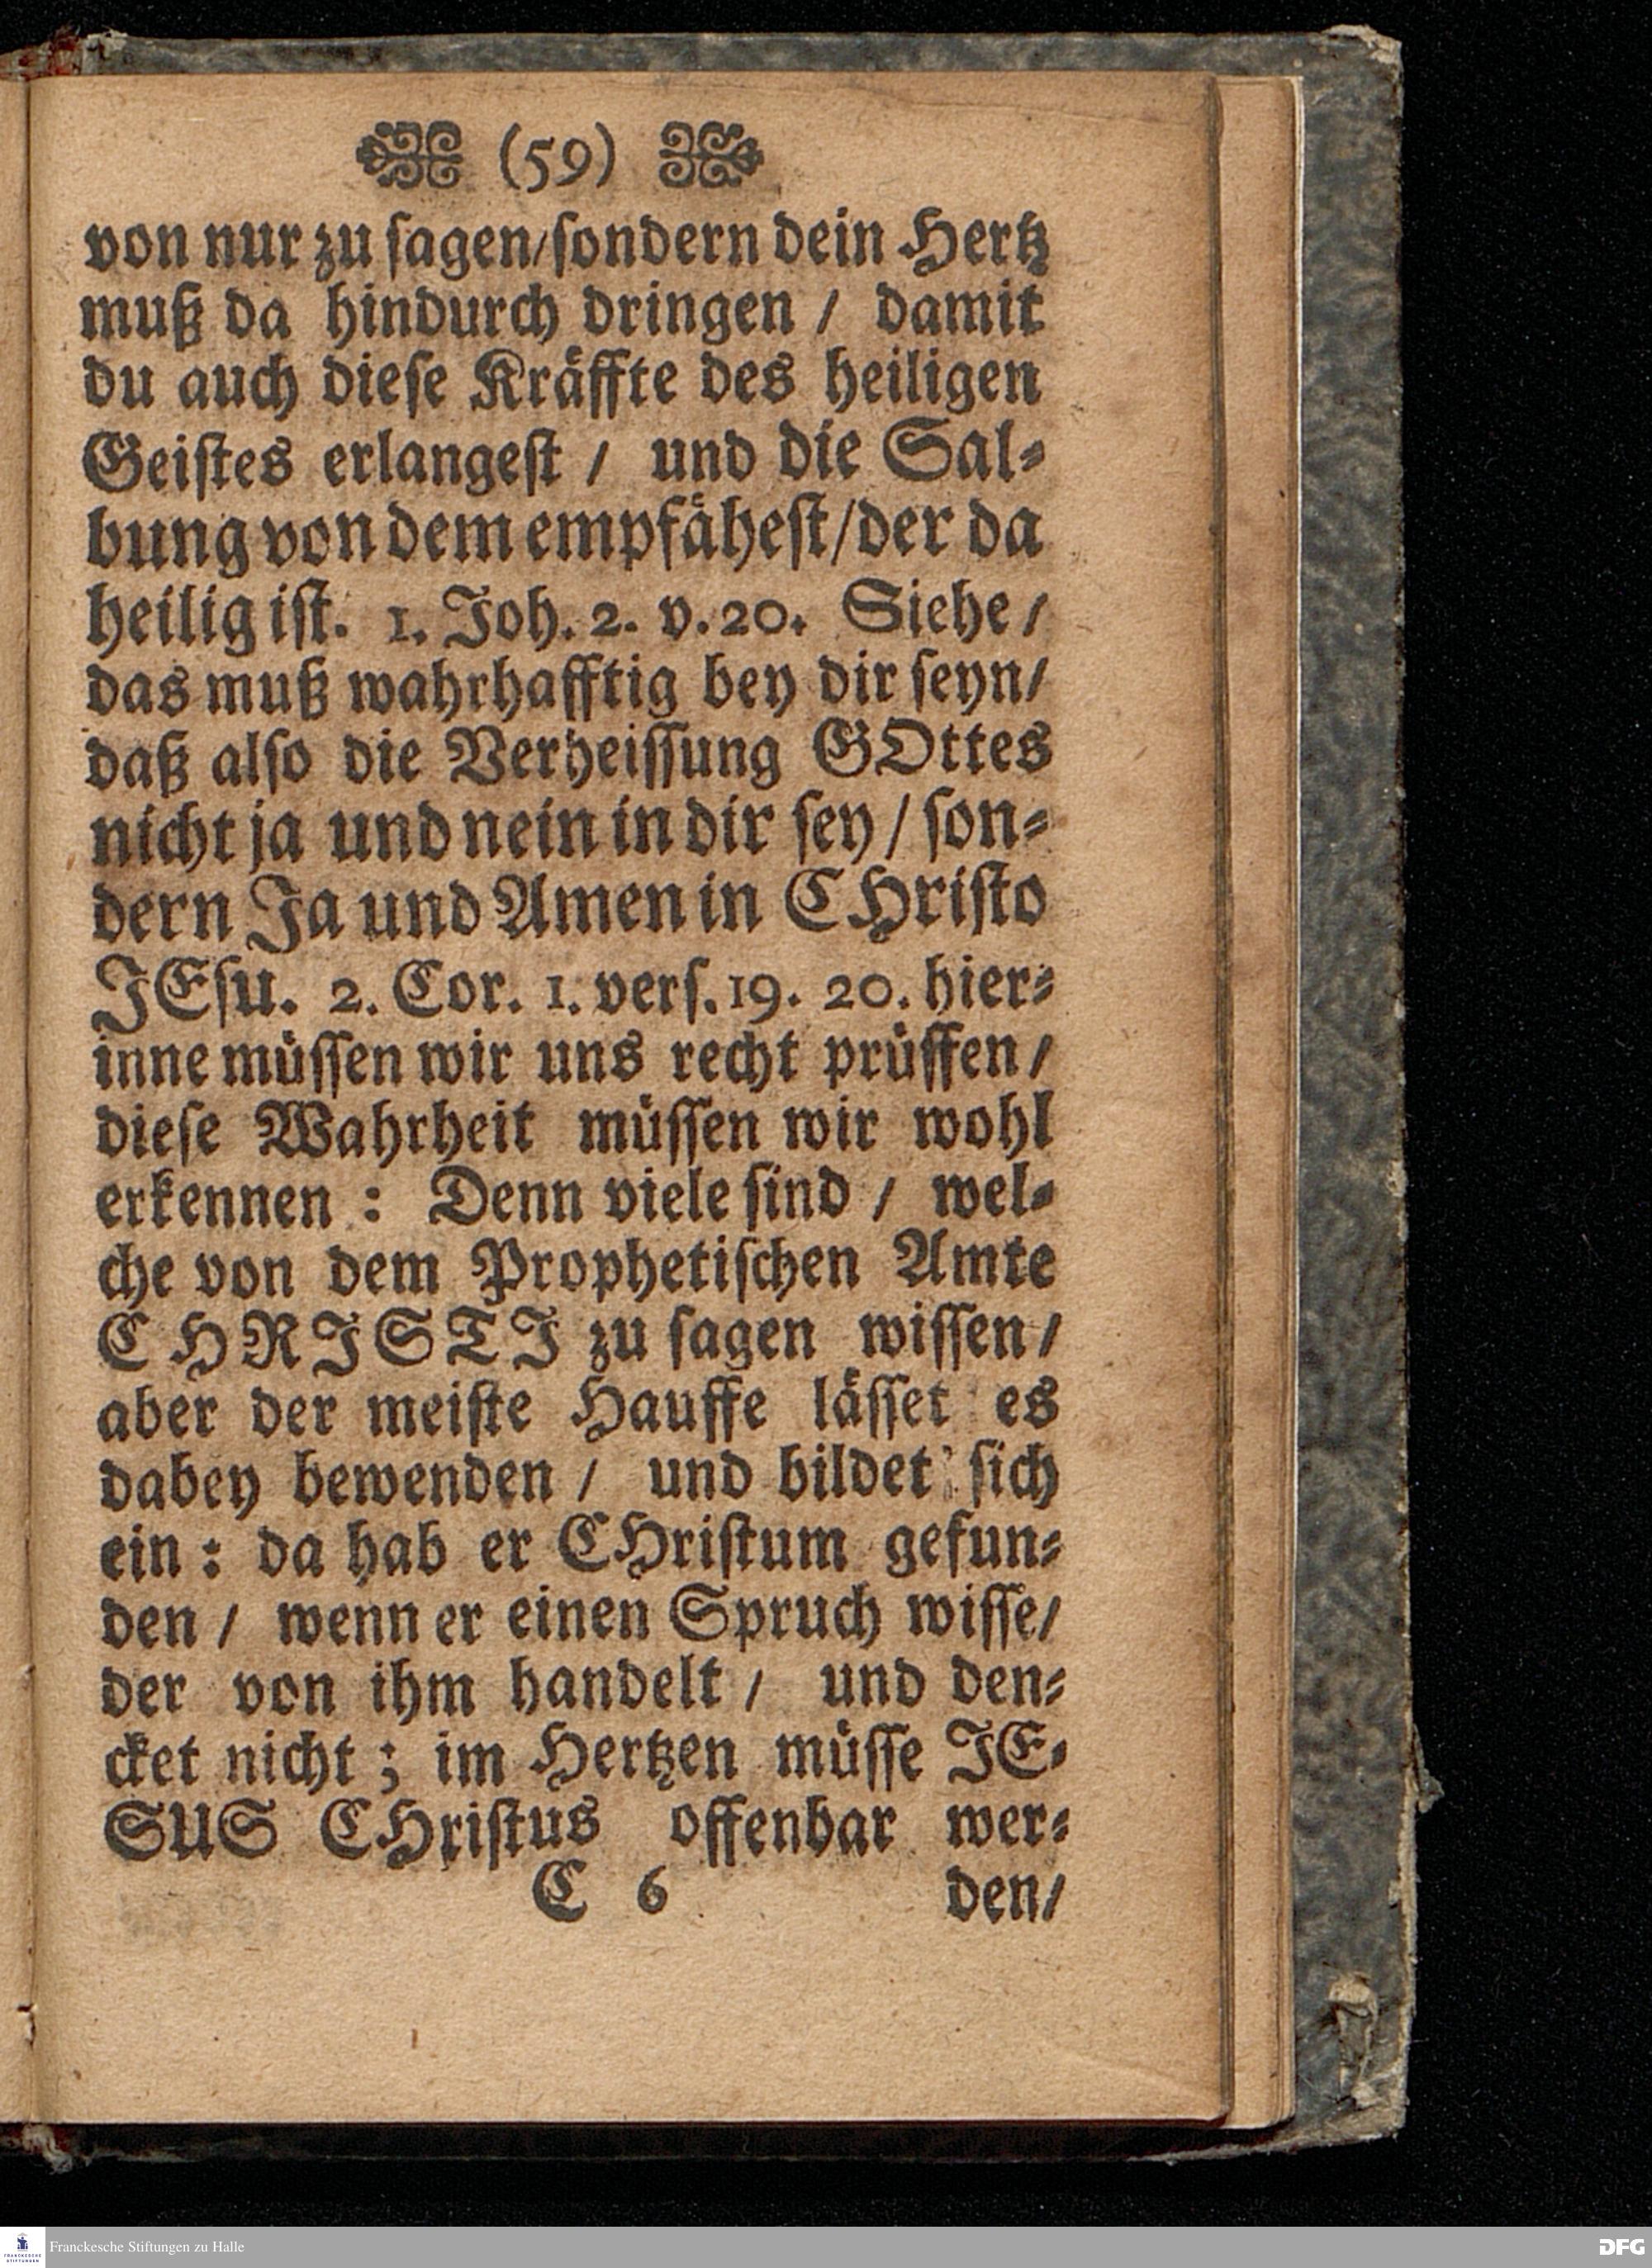 (59)
von nur zu ſagen/ſondern dein Hertz
muß da hindurch dringen / damit
du auch dieſe Kräffte des heiligen
Geiſtes erlangeſt / und die Sal-
bung von dem empfäheſt/der da
heilig iſt. 1. Joh. 2. v. 20. Siehe /
das muß wahrhafftig bey dir ſeyn/
daß alſo die Verheiſſung GOttes
nicht ja und nein in dir ſey / ſon-
dern Ja und Amen in CHriſto
JEſu. 2. Cor. 1. verſ. 19. 20. hier-
inne müſſen wir uns recht prüffen /
dieſe Wahrheit müſſen wir wohl
erkennen : Denn viele ſind / wel-
che von dem Prophetiſchen Amte
CHRJSTJ zu ſagen wiſſen /
aber der meiſte Hauffe läſſet es
dabey bewenden / und bildet ſich
ein : da hab er CHriſtum gefun-
den / wenn er einen Spruch wiſſe/
der von ihm handelt / und den-
cket nicht ; im Hertzen müſſe JE-
SUS CHriſtus offenbar wer-
C 6 den/
FRANCKESCHE STIFTUNGEN
Franckesche Stiftungen zu Halle
DFG